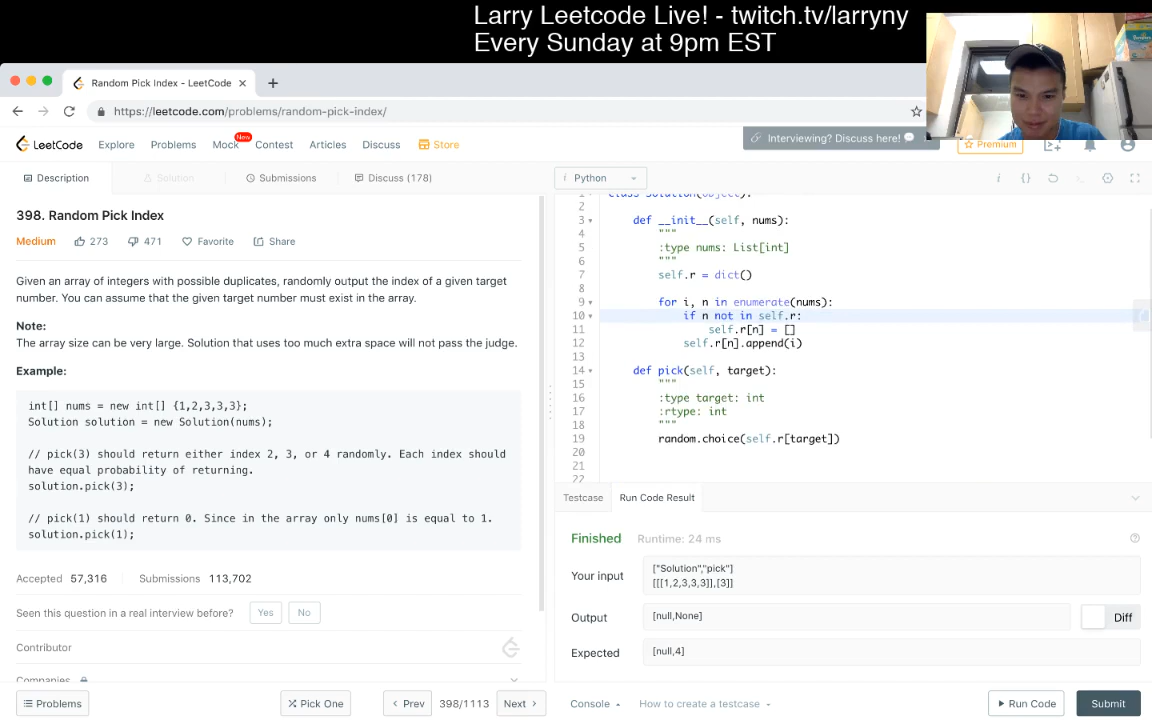 Larry Leetcode Live! - twitch.tv/larryny
Every Sunday at 9pm EST
Random Pick Index - LeetCode
https://leetcode.com/problems/random-pick-index/
LeetCode
Explore
Problems
Mock
New
Contest
Articles
Discuss
Store
Interviewing? Discuss here!
Premium
Description
Solution
Submissions
Discuss (178)
i Python
398. Random Pick Index
Medium
273
471
Favorite
Share
Given an array of integers with possible duplicates, randomly output the index of a given target
number. You can assume that the given target number must exist in the array.
Note:
The array size can be very large. Solution that uses too much extra space will not pass the judge.
Example:
int[] nums = new int[] {1,2,3,3,3};
Solution solution = new Solution(nums);
// pick(3) should return either index 2, 3, or 4 randomly. Each index should
have equal probability of returning.
solution.pick(3);
// pick(1) should return 0. Since in the array only nums[0] is equal to 1.
solution.pick(1);
Accepted 57,316
Submissions 113,702
Seen this question in a real interview before?
Yes
No
Contributor
Companies
Problems
Pick One
Prev
398/1113
Next
1 class Solution(object):
2
3 def __init__(self, nums):
4 """
5 :type nums: List[int]
6 """
7 self.r = dict()
8
9 for i, n in enumerate(nums):
10 if n not in self.r:
11 self.r[n] = []
12 self.r[n].append(i)
13
14 def pick(self, target):
15 """
16 :type target: int
17 :rtype: int
18 """
19 random.choice(self.r[target])
20
21
22
Testcase
Run Code Result
Finished
Runtime: 24 ms
Your input
["Solution","pick"]
[[[1,2,3,3,3]],[3]]
Output
[null,None]
Diff
Expected
[null,4]
Console
How to create a testcase
Run Code
Submit